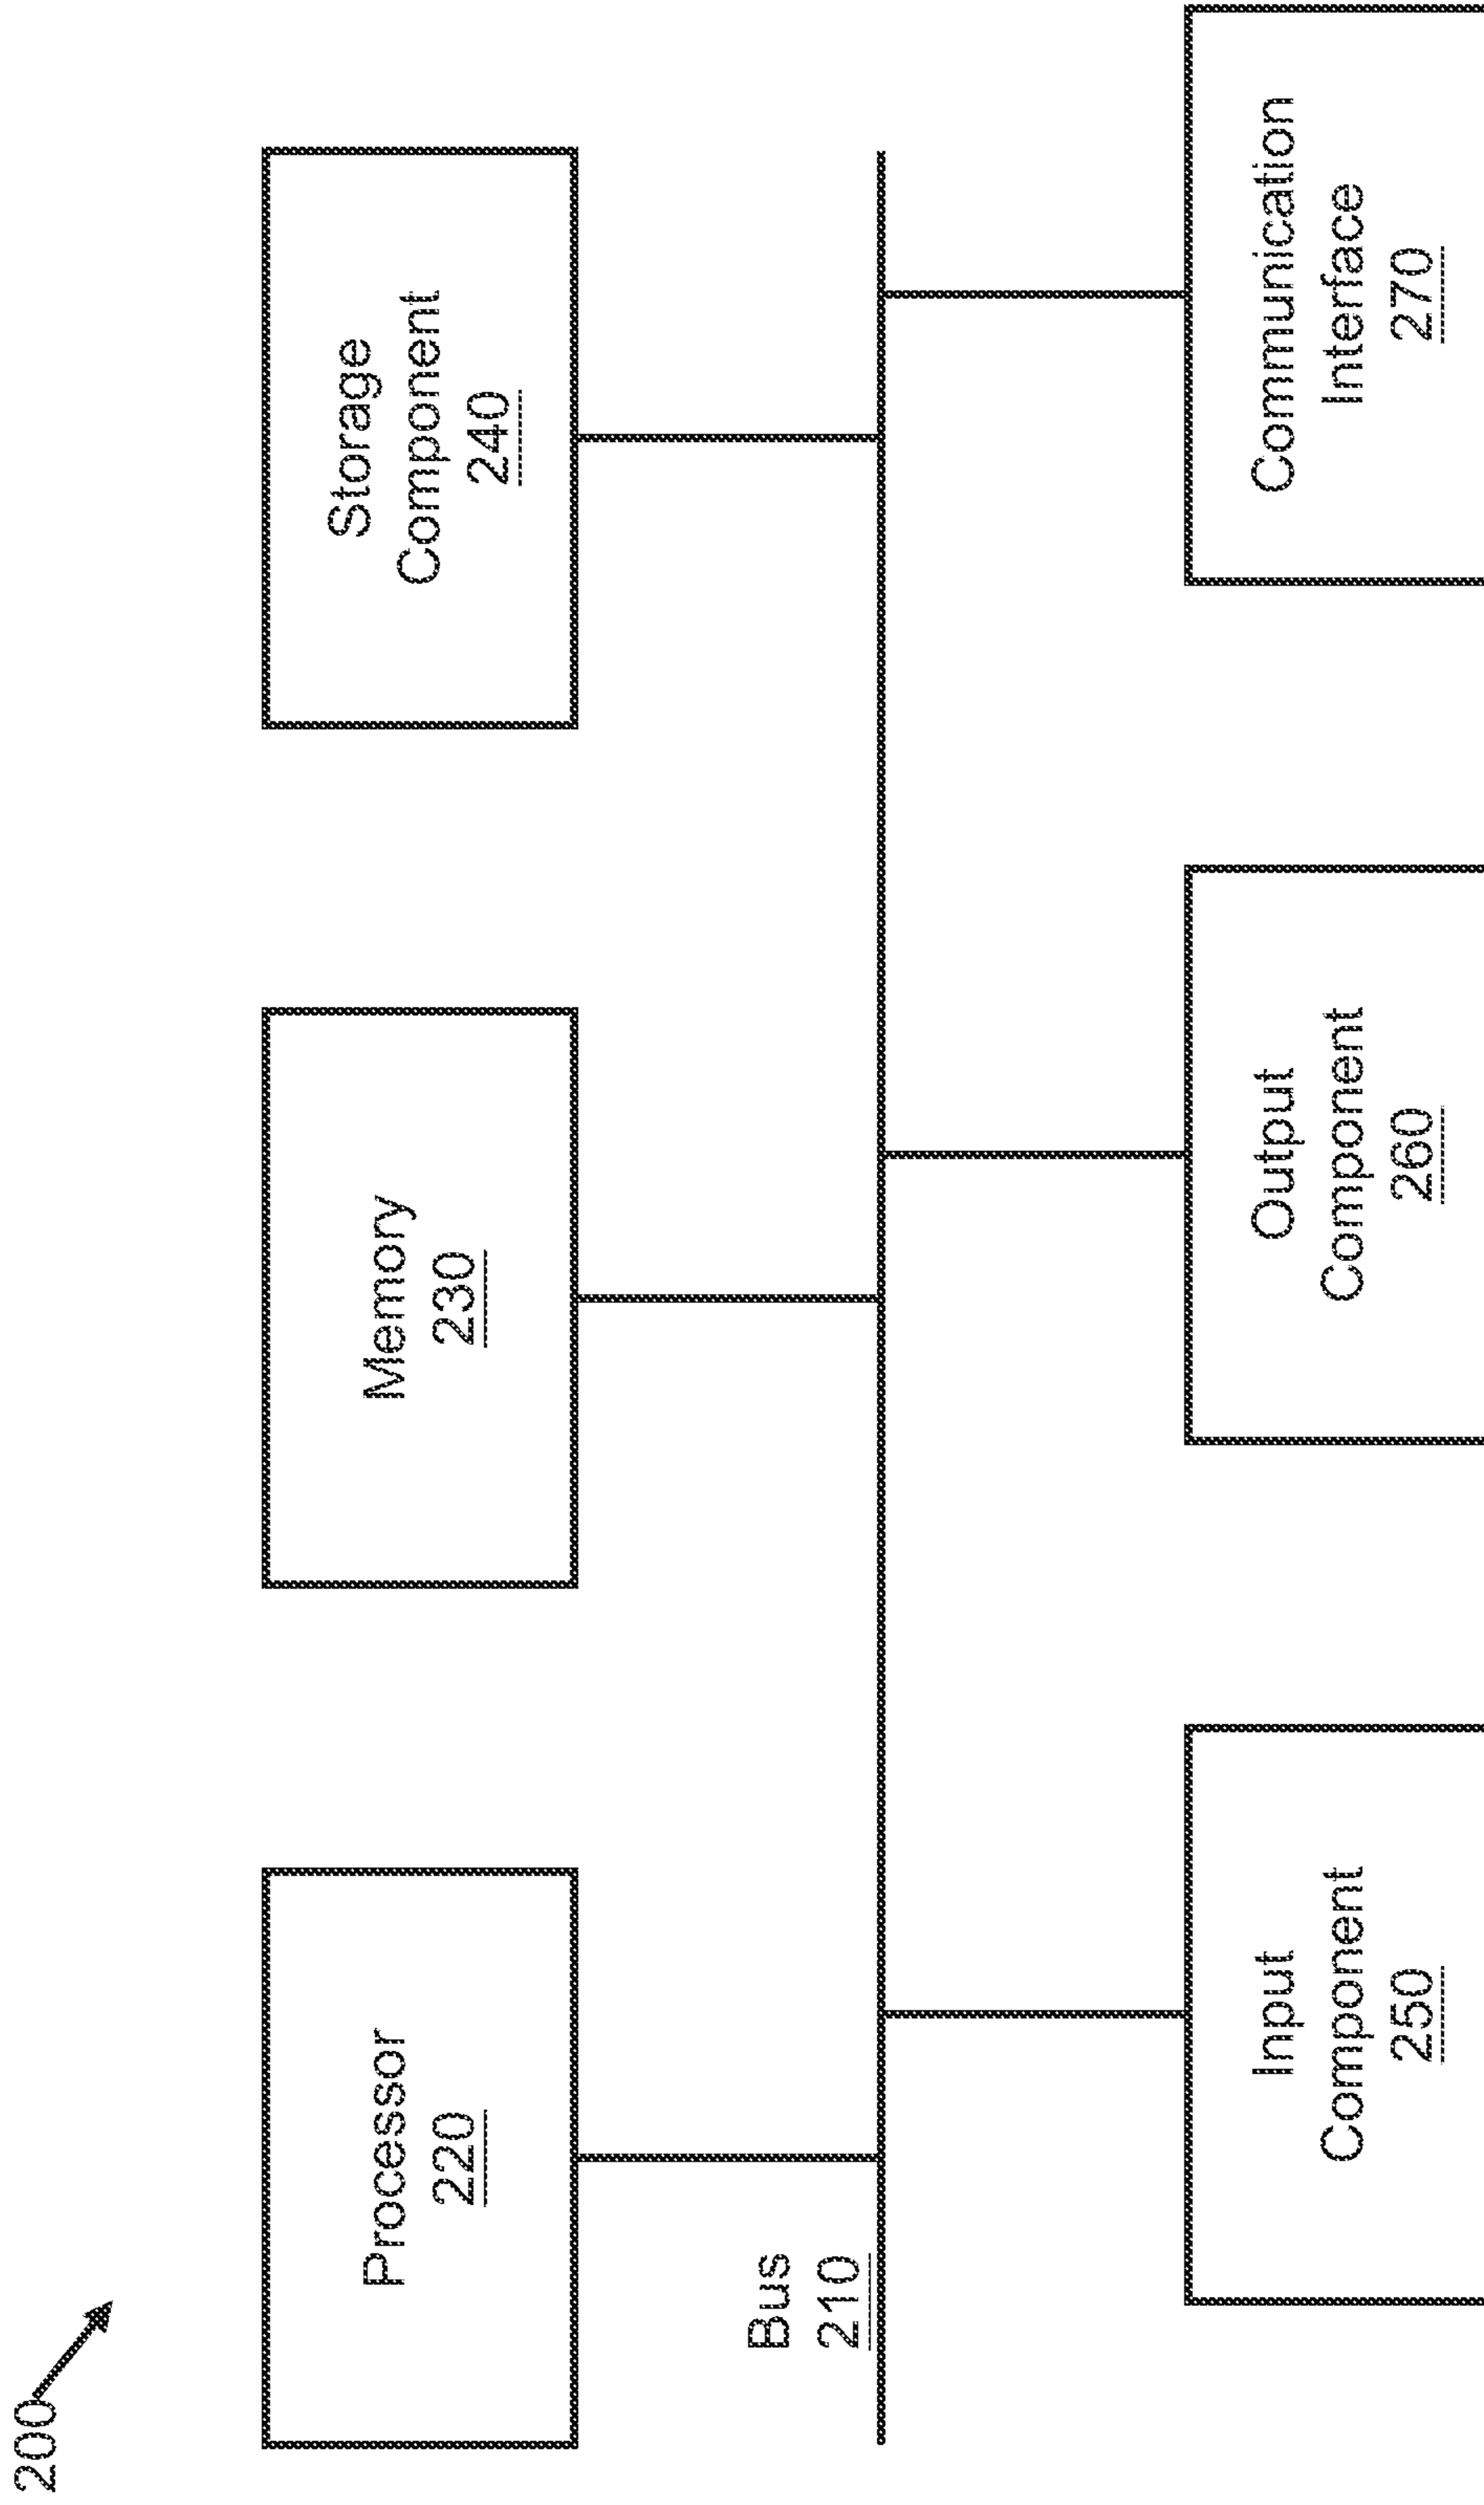 200
Processor
220
Memory
230
Storage
Component
240
Bus
210
Input
Component
250
Output
Component
260
Communication
Interface
270